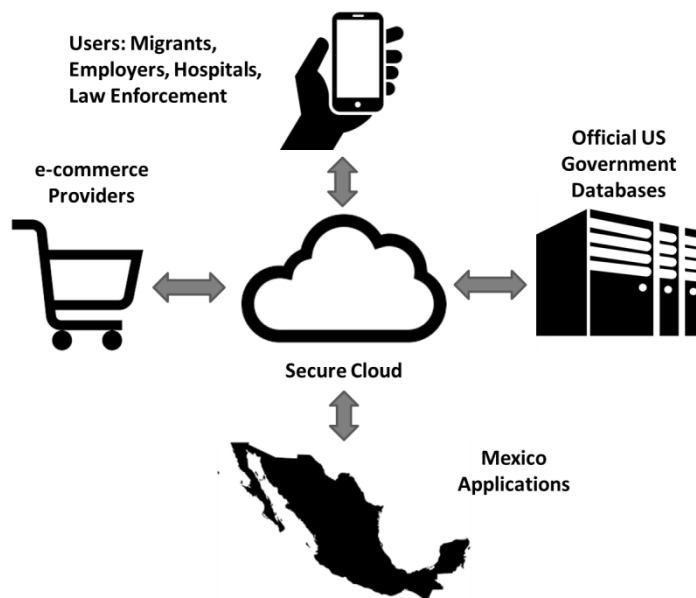 Users: Migrants,
Employers, Hospitals,
Law Enforcement
e-commerce
Providers
Official US
Government
Databases
Secure Cloud
Mexico
Applications